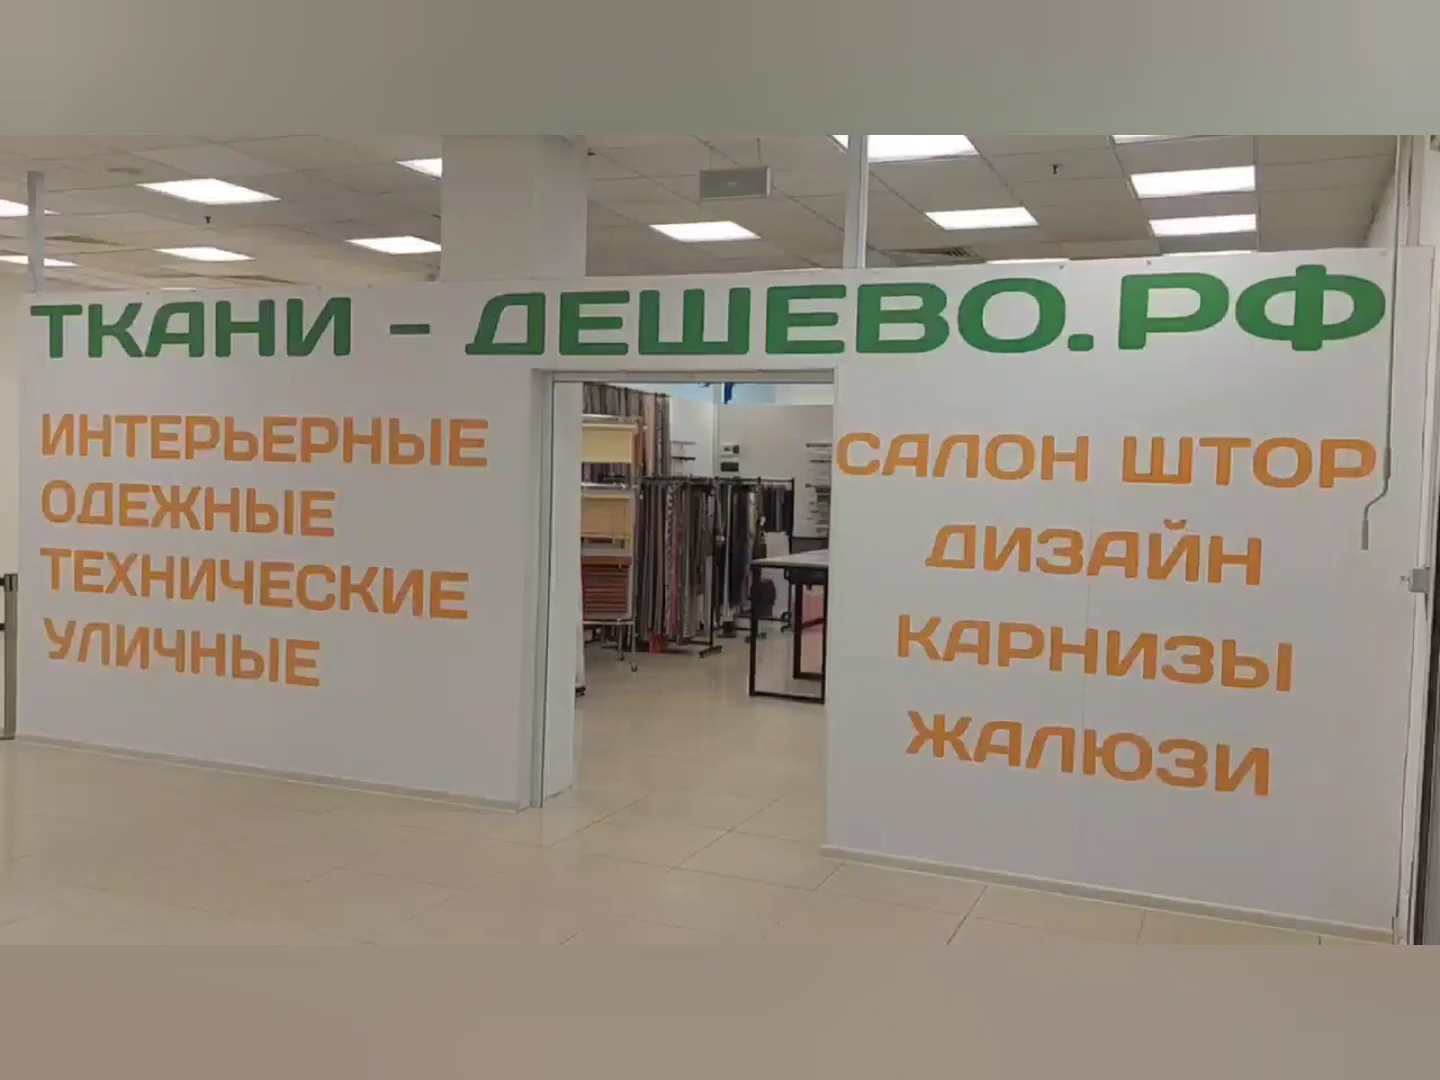 ТКАНИ - ДЕШЕВО.РФ
ИНТЕРЬЕРНЫЕ
ОДЕЖНЫЕ
ТЕХНИЧЕСКИЕ
УЛИЧНЫЕ
САЛОН ШТОР
ДИЗАЙН
КАРНИЗЫ
ЖАЛЮЗИ